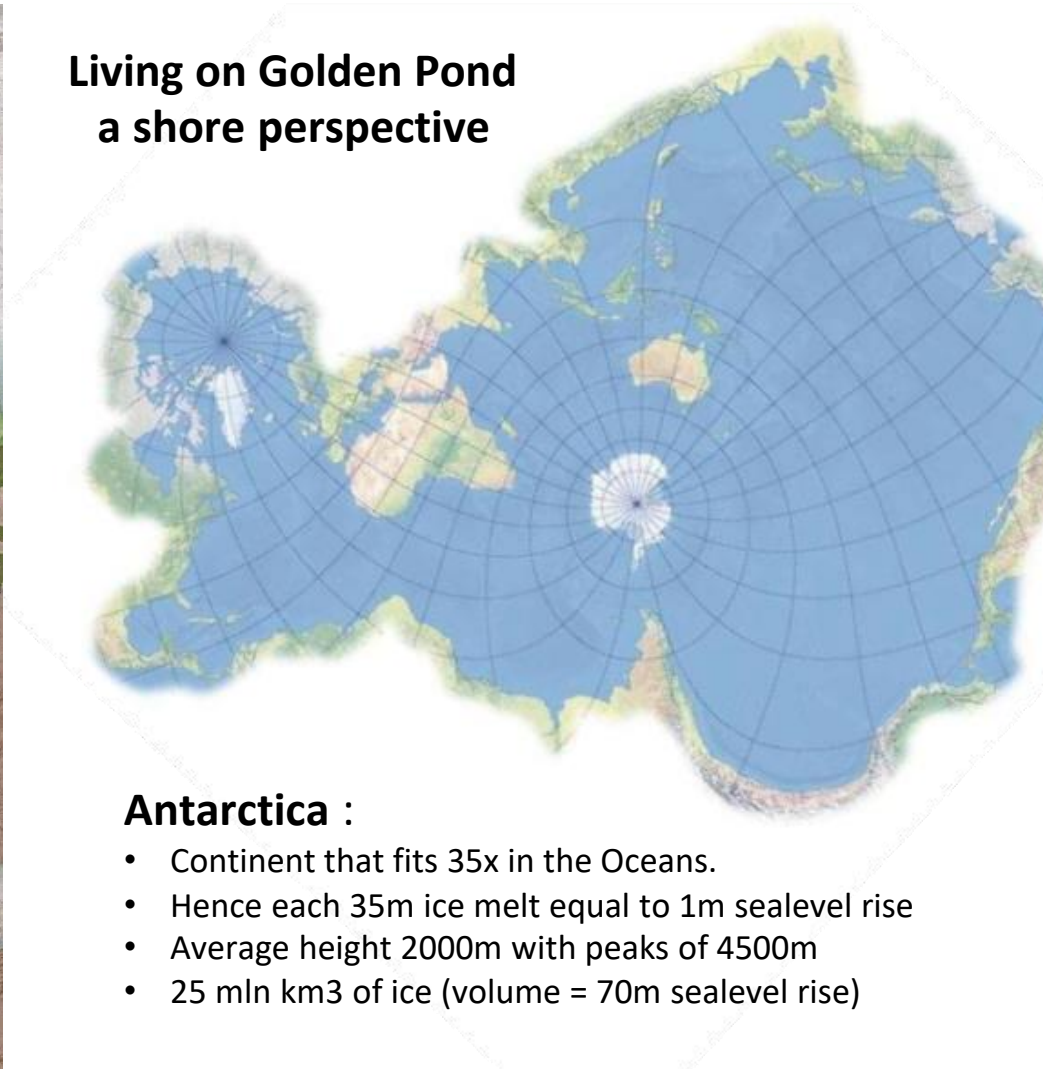 Living on Golden Pond
a shore perspective
Antarctica :
• Continent that fits 35x in the Oceans.
• Hence each 35m ice melt equal to 1m sealevel rise
• Average height 2000m with peaks of 4500m
• 25 mln km3 of ice (volume = 70m sealevel rise)